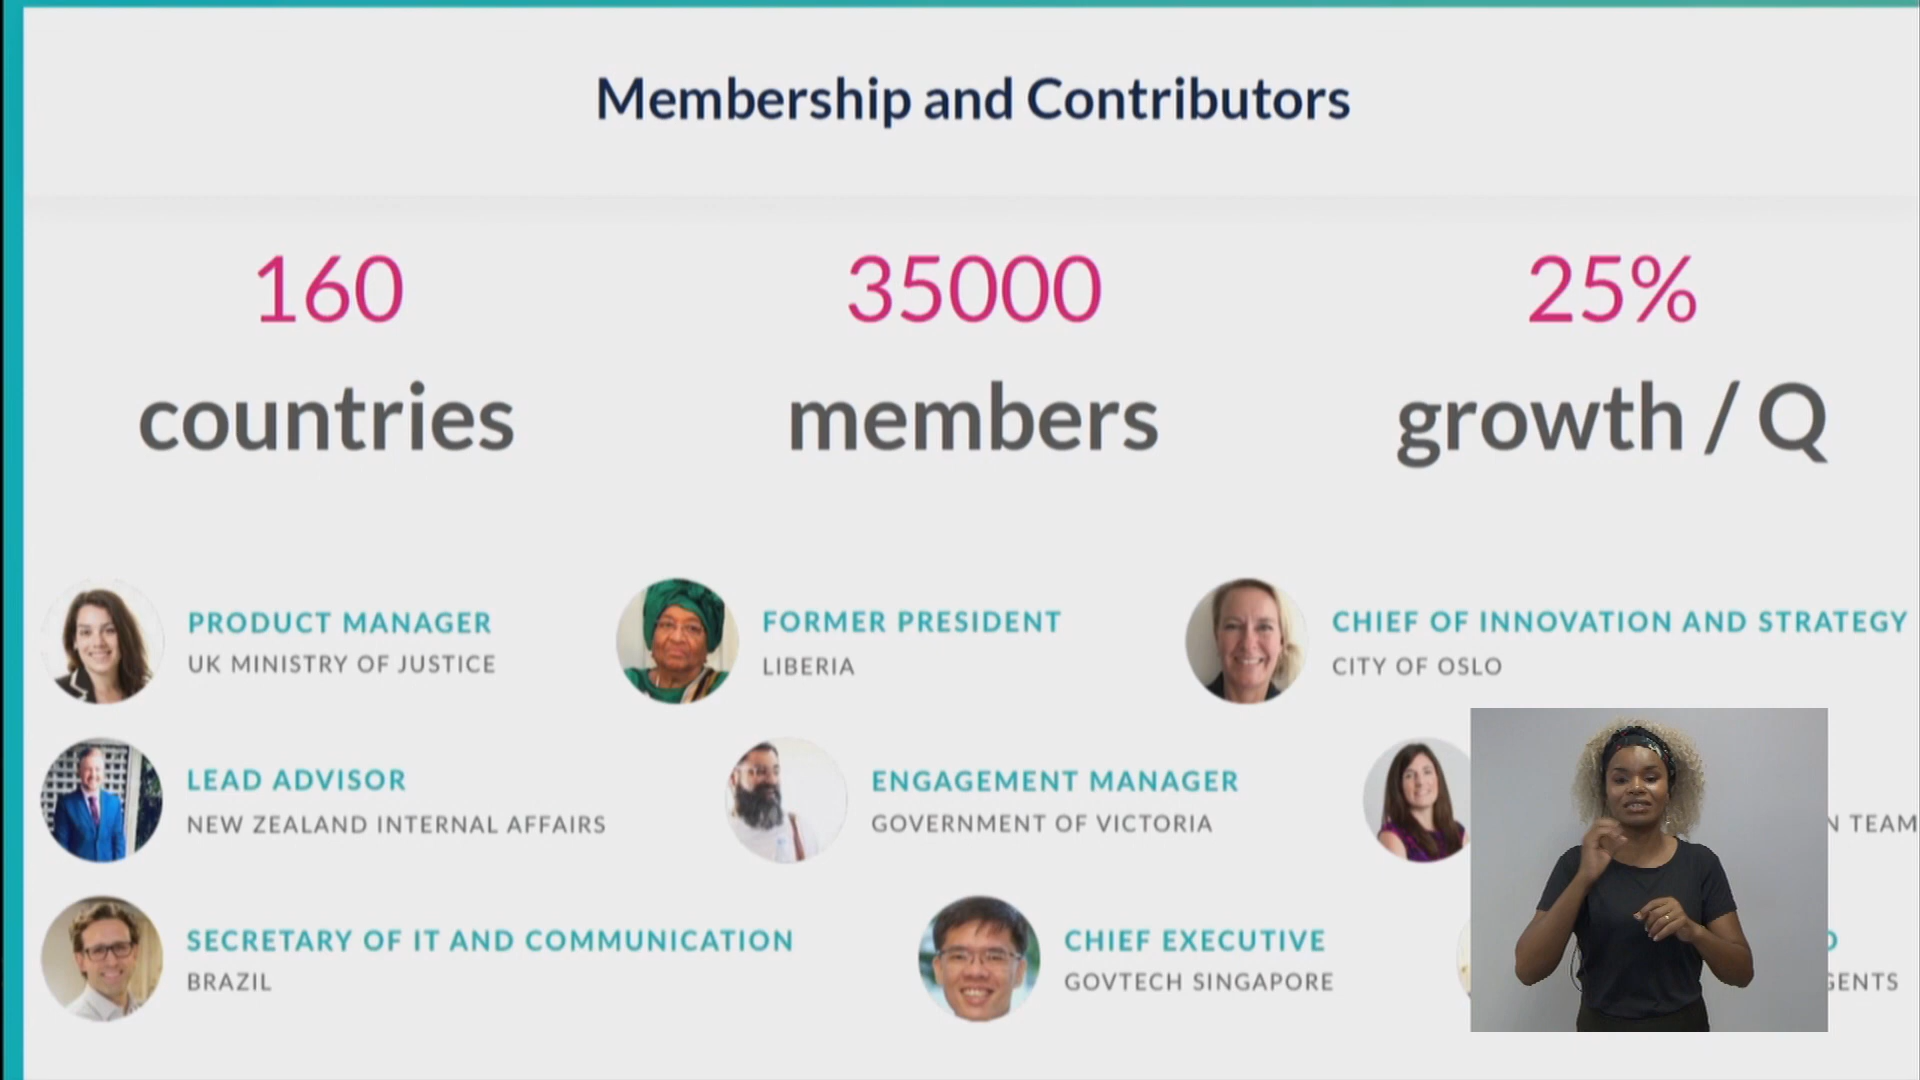 Membership and Contributors
160
countries
35000
members
25%
growth / Q
PRODUCT MANAGER
UK MINISTRY OF JUSTICE
FORMER PRESIDENT
LIBERIA
CHIEF OF INNOVATION AND STRATEGY
CITY OF OSLO
LEAD ADVISOR
NEW ZEALAND INTERNAL AFFAIRS
ENGAGEMENT MANAGER
GOVERNMENT OF VICTORIA
TEAM
SECRETARY OF IT AND COMMUNICATION
BRAZIL
CHIEF EXECUTIVE
GOVTECH SINGAPORE